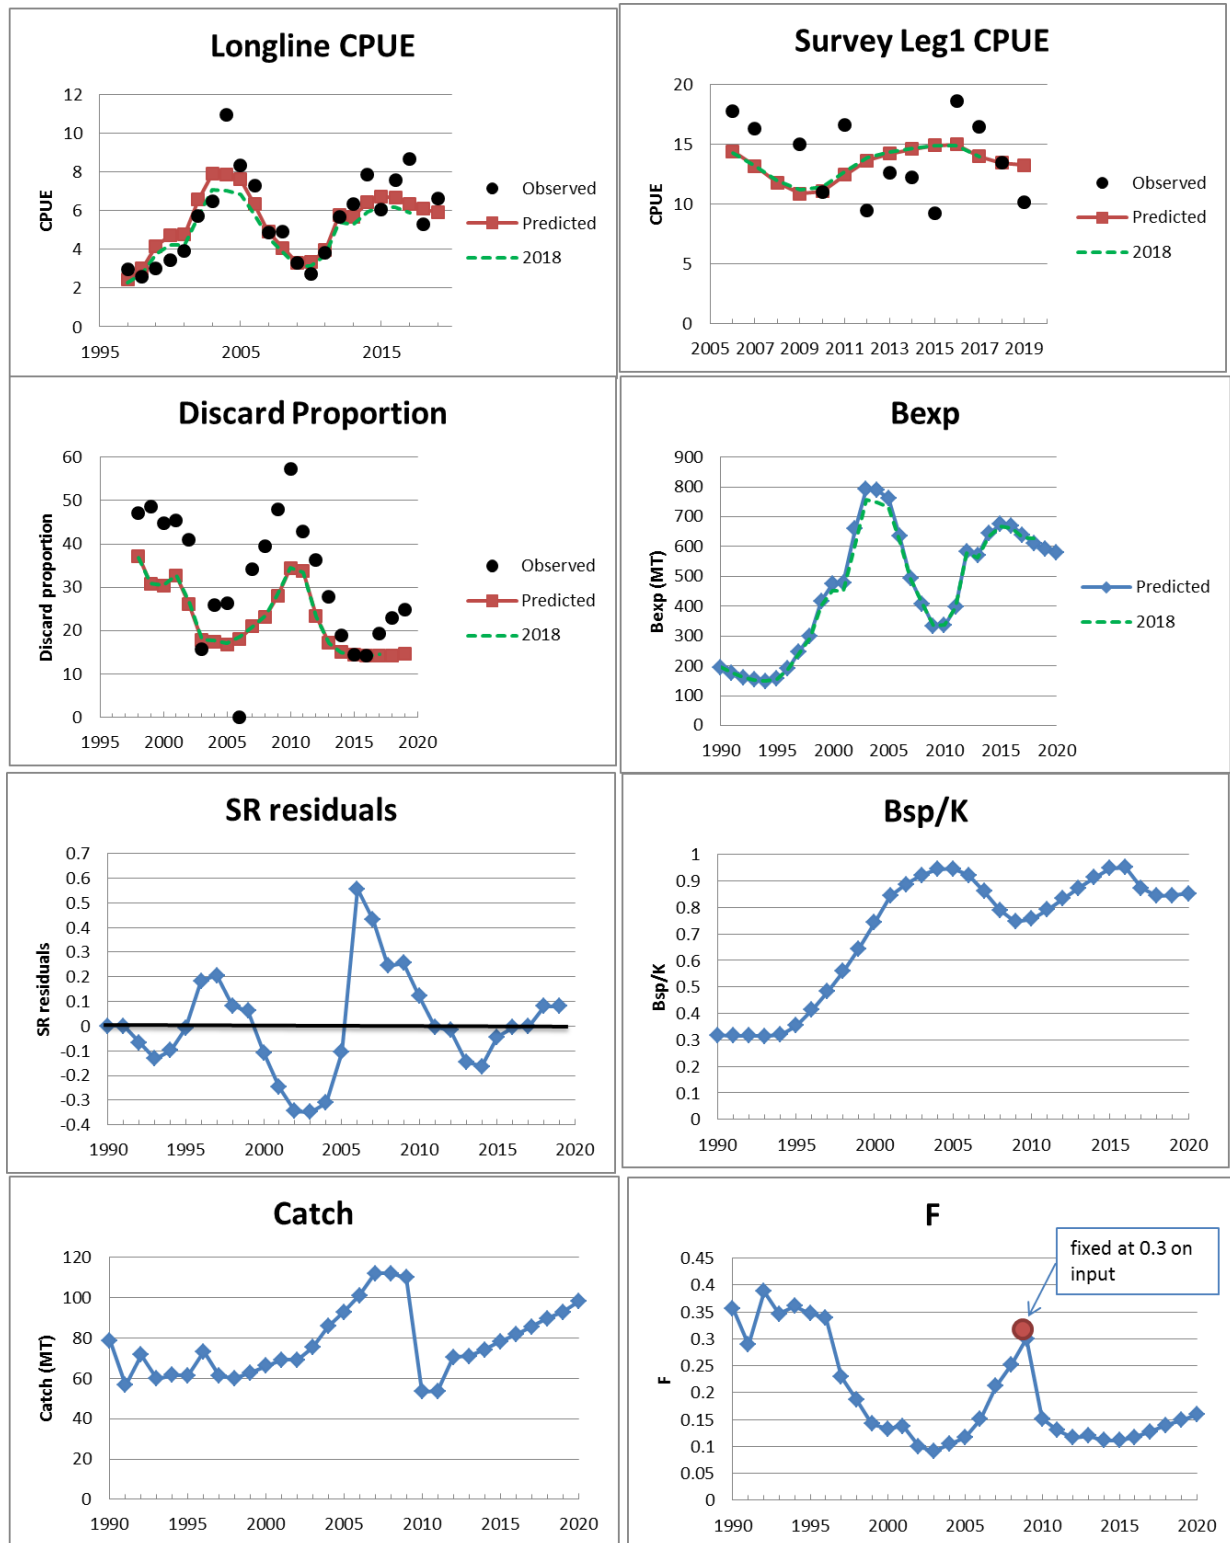 Longline CPUE
12
10
8
6
4
2
0
CPUE
1995
2005
2015
Observed
Predicted
2018
Survey Leg1 CPUE
20
15
10
5
0
CPUE
2005 2007 2009 2011 2013 2015 2017 2019
Observed
Predicted
2018
Discard Proportion
60
50
40
30
20
10
0
Discard proportion
1995 2000 2005 2010 2015 2020
Observed
Predicted
2018
Bexp
900
800
700
600
500
400
300
200
100
0
Bexp (MT)
1990 1995 2000 2005 2010 2015 2020
Predicted
2018
SR residuals
0.7
0.6
0.5
0.4
0.3
0.2
0.1
0
-0.1
-0.2
-0.3
-0.4
SR residuals
1990 1995 2000 2005 2010 2015 2020
Bsp/K
1
0.9
0.8
0.7
0.6
0.5
0.4
0.3
0.2
0.1
0
Bsp/K
1990 1995 2000 2005 2010 2015 2020
Catch
120
100
80
60
40
20
0
Catch (MT)
1990 1995 2000 2005 2010 2015 2020
F
fixed at 0.3 on
input
0.45
0.4
0.35
0.3
0.25
0.2
0.15
0.1
0.05
0
F
1990 1995 2000 2005 2010 2015 2020